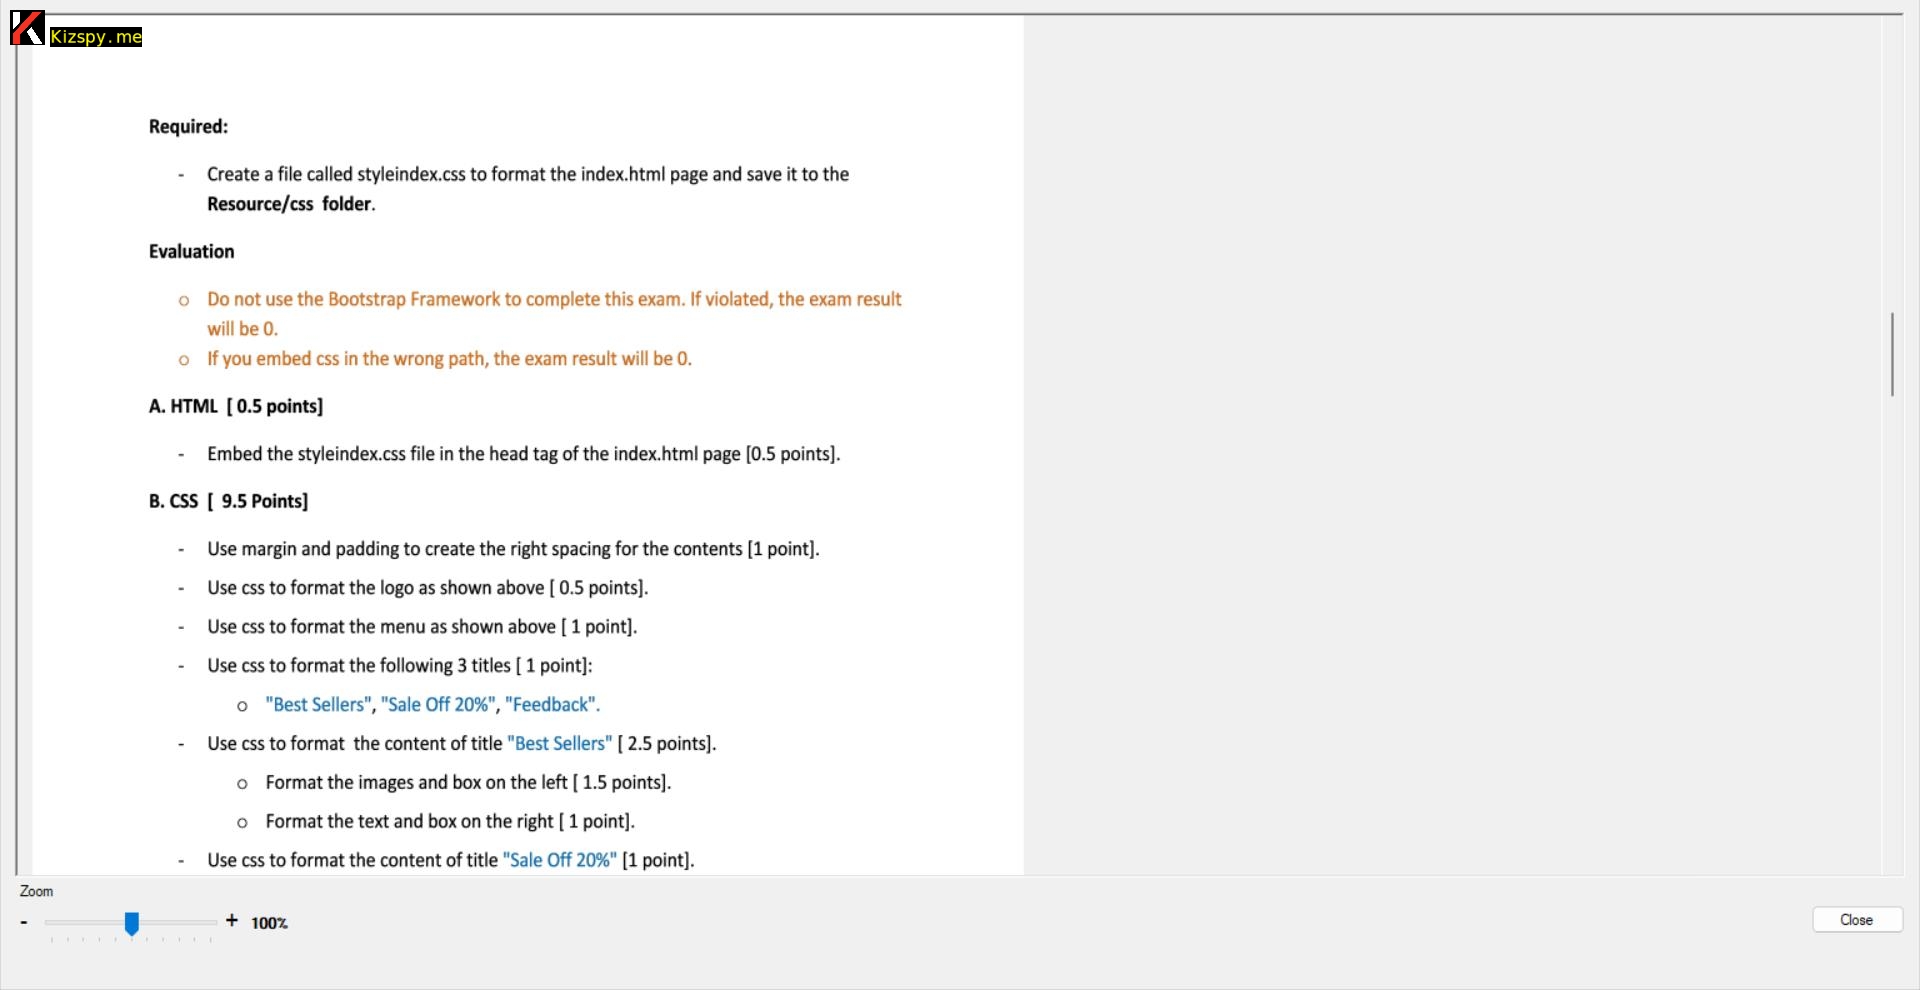 Kizspy.me
Required:
- Create a file called styleindex.css to format the index.html page and save it to the
Resource/css folder.
Evaluation
o Do not use the Bootstrap Framework to complete this exam. If violated, the exam result
will be 0.
o If you embed css in the wrong path, the exam result will be 0.
A. HTML [ 0.5 points]
- Embed the styleindex.css file in the head tag of the index.html page [0.5 points].
B. CSS [ 9.5 Points]
- Use margin and padding to create the right spacing for the contents [1 point].
- Use css to format the logo as shown above [ 0.5 points].
- Use css to format the menu as shown above [ 1 point].
- Use css to format the following 3 titles [ 1 point]:
o "Best Sellers", "Sale Off 20%", "Feedback".
- Use css to format the content of title "Best Sellers" [ 2.5 points].
o Format the images and box on the left [ 1.5 points].
o Format the text and box on the right [ 1 point].
- Use css to format the content of title "Sale Off 20%" [1 point].
Zoom
- + 100%
Close